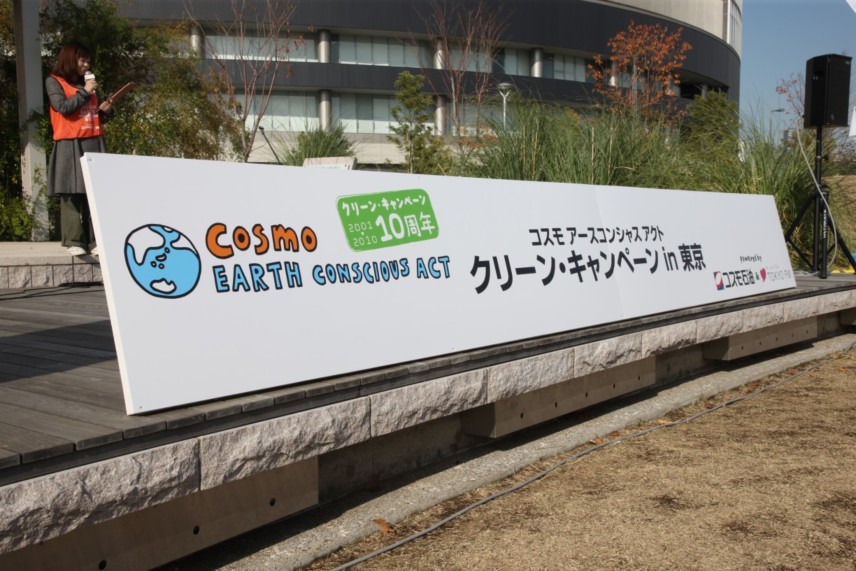 COSMO
EARTH CONSCIOUS ACT
クリーン・キャンペーン
2001
2010
10周年
コスモ アースコンシャス アクト
クリーン・キャンペーン in 東京
コスモ石油 &
TOKYO FM